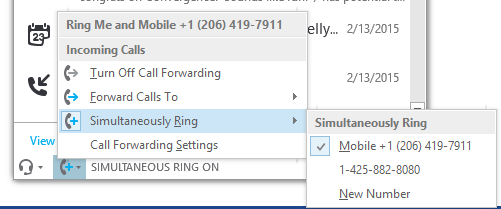 Ring Me and Mobile +1 (206) 419-7911
Incoming Calls
23
elly...
2/13/2015
Turn Off Call Forwarding
Forward Calls To
2/13/2015
Simultaneously Ring
Call Forwarding Settings
View
SIMULTANEOUS RING ON
Simultaneously Ring
Mobile +1 (206) 419-7911
1-425-882-8080
New Number